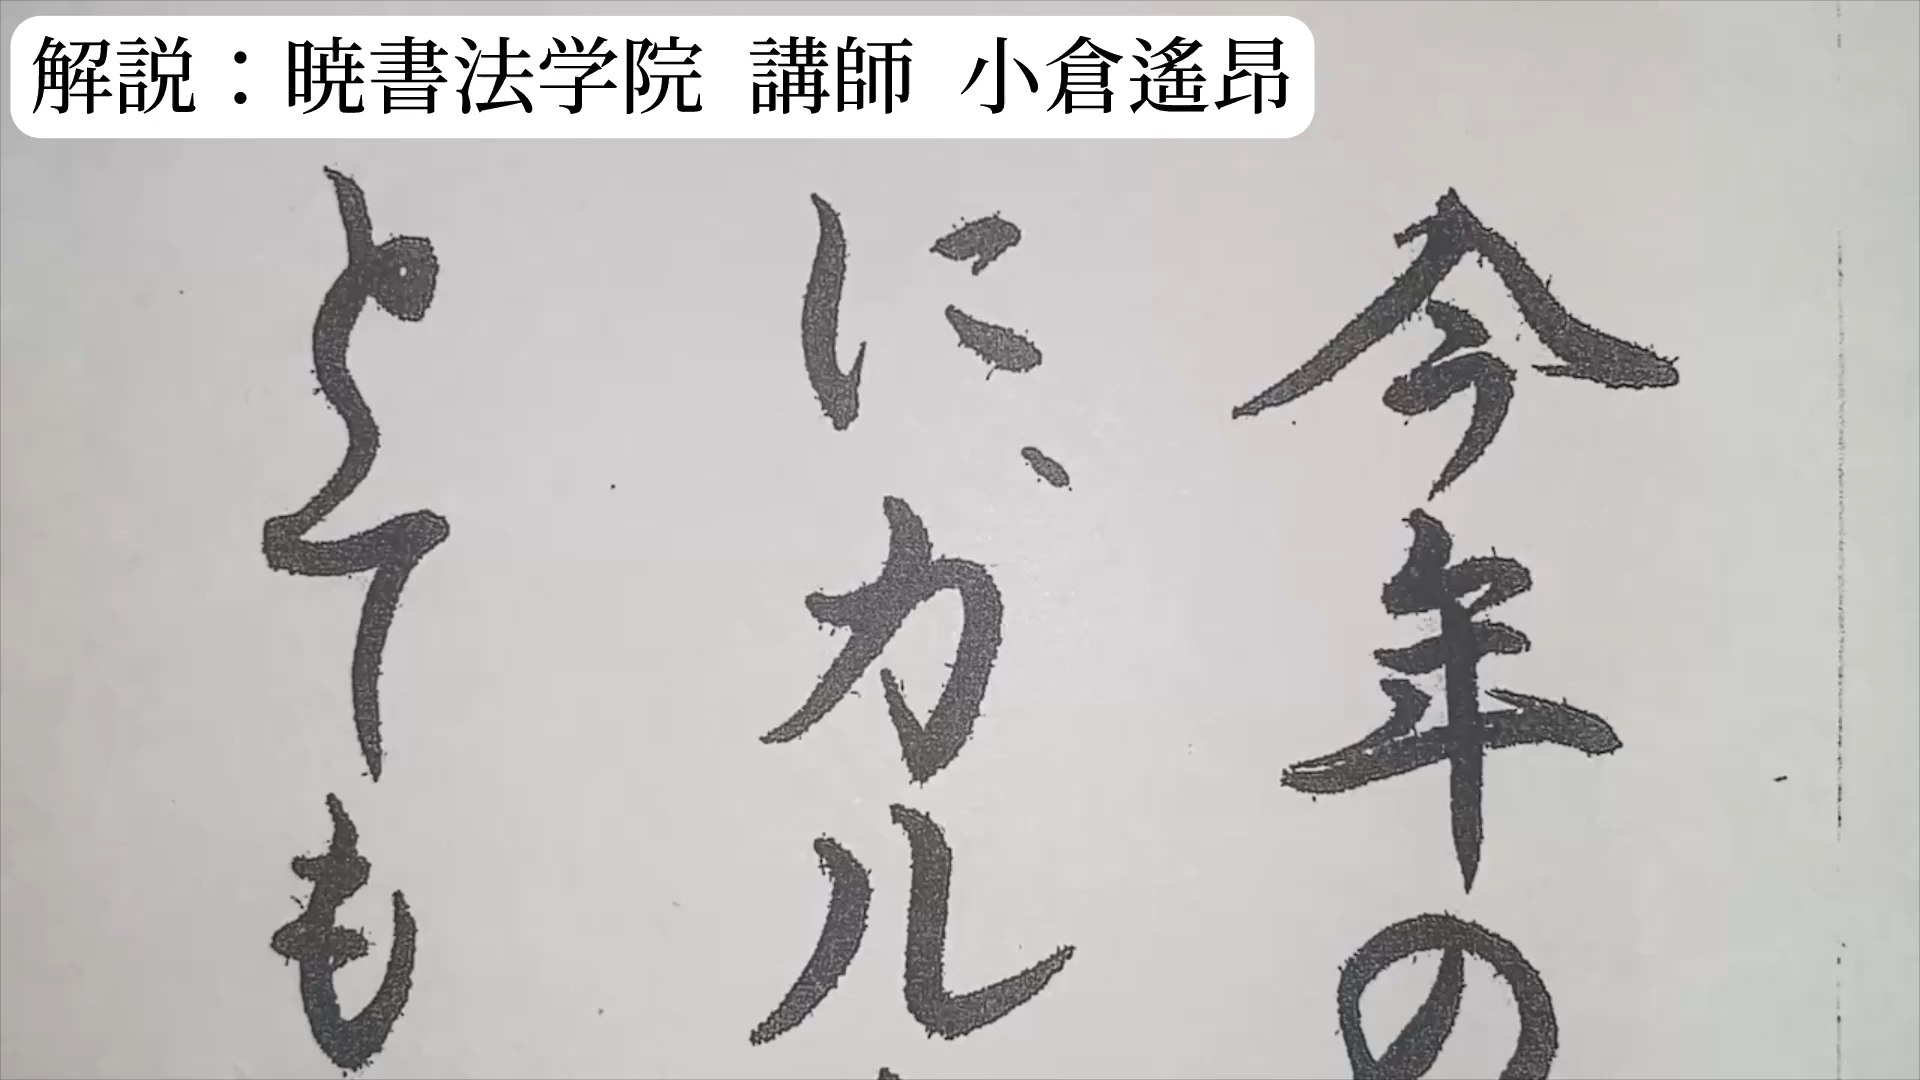 解説：暁書法学院 講師 小倉遙昂
今年の
に、カル
とても